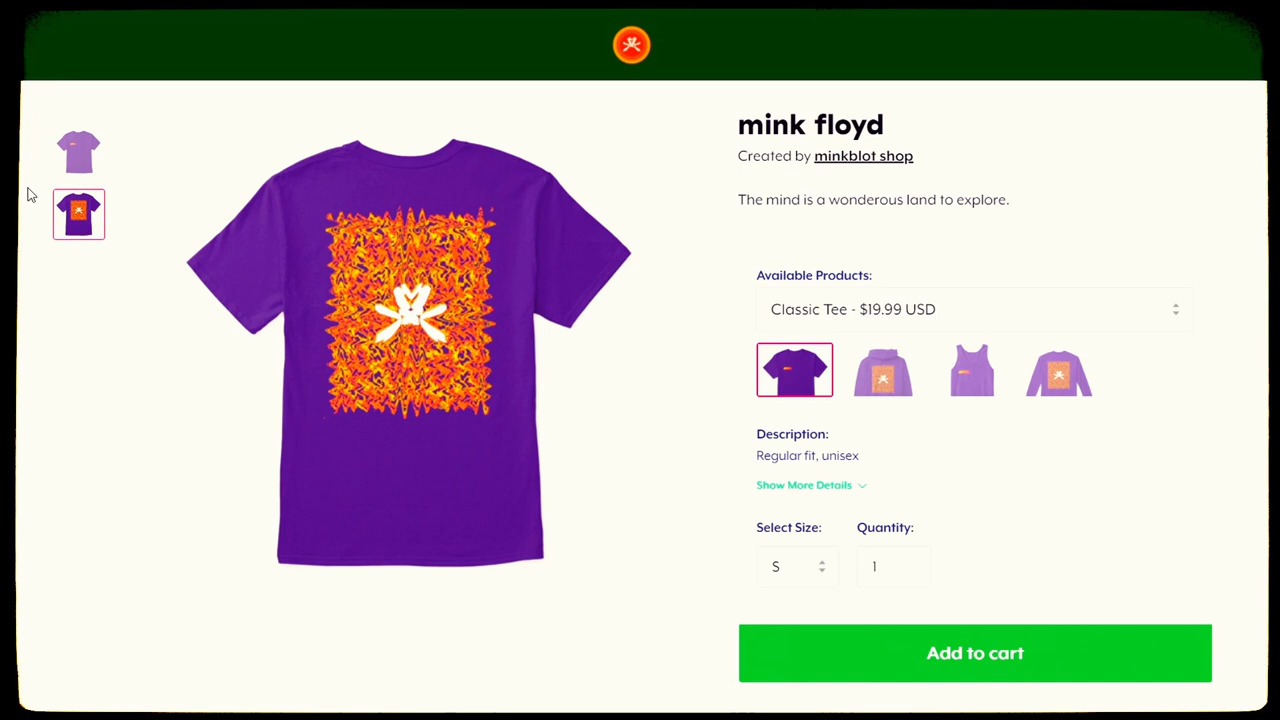 mink floyd
Created by minkblot shop
The mind is a wonderous land to explore.
Available Products:
Classic Tee - $19.99 USD
Description:
Regular fit, unisex
Show More Details
Select Size:
Quantity:
S
1
Add to cart